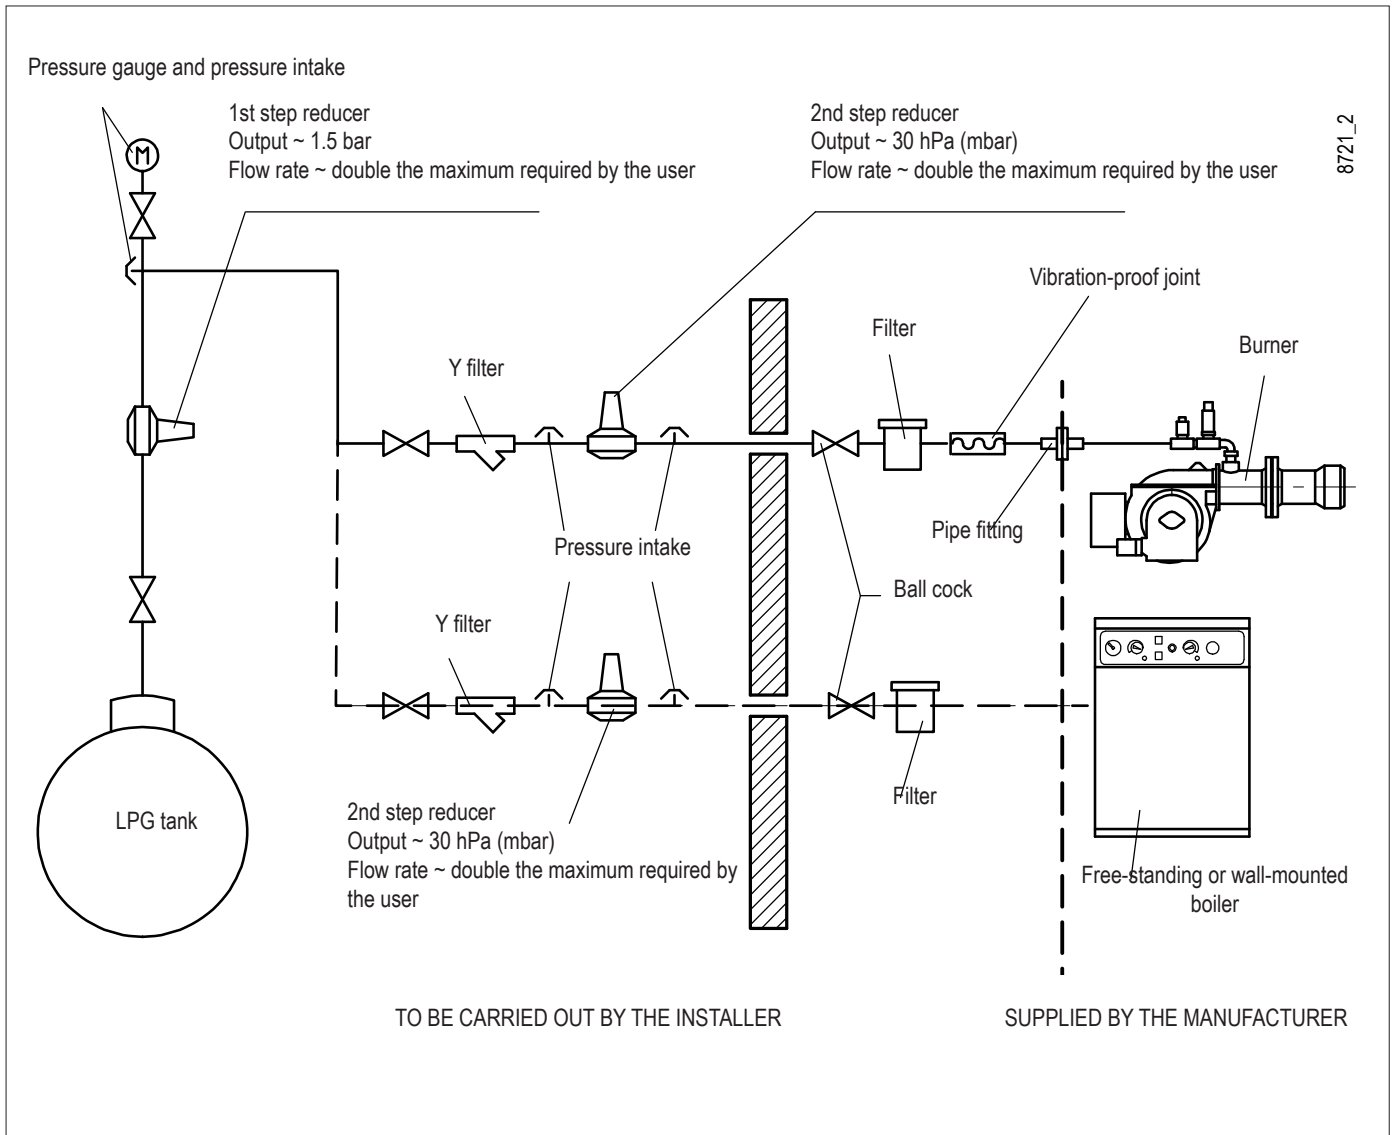 Pressure gauge and pressure intake
1st step reducer
Output ~ 1.5 bar
Flow rate ~ double the maximum required by the user
2nd step reducer
Output ~ 30 hPa (mbar)
Flow rate ~ double the maximum required by the user
8721_2
M
Vibration-proof joint
Filter
Burner
Y filter
Pipe fitting
Pressure intake
Ball cock
Y filter
LPG tank
2nd step reducer
Output ~ 30 hPa (mbar)
Flow rate ~ double the maximum required by
the user
Filter
Free-standing or wall-mounted
boiler
TO BE CARRIED OUT BY THE INSTALLER
SUPPLIED BY THE MANUFACTURER